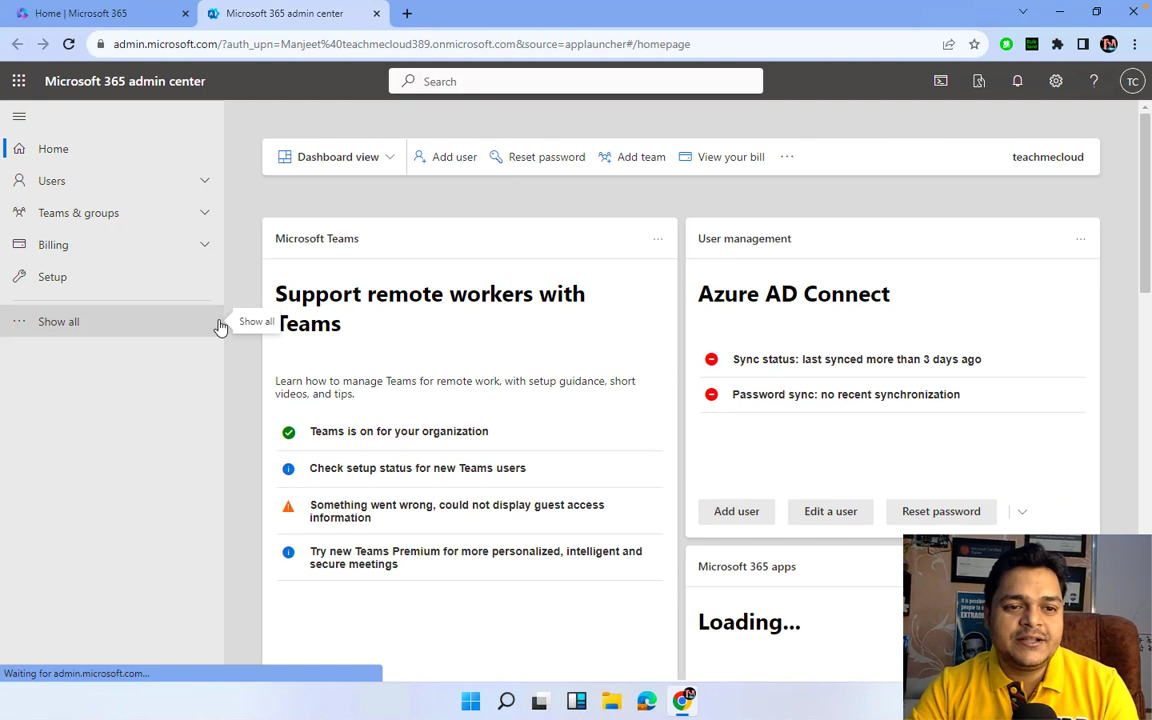 Home | Microsoft 365
Microsoft 365 admin center
admin.microsoft.com/?auth_upn=Manjeet%40teachmecloud389.onmicrosoft.com&source=applauncher#/homepage
Microsoft 365 admin center
Search
TC
Home
Users
Teams & groups
Billing
Setup
Show all
Show all
Dashboard view
Add user
Reset password
Add team
View your bill
teachmecloud
Microsoft Teams
Support remote workers with
Teams
Learn how to manage Teams for remote work, with setup guidance, short
videos, and tips.
Teams is on for your organization
Check setup status for new Teams users
Something went wrong, could not display guest access
information
Try new Teams Premium for more personalized, intelligent and
secure meetings
User management
Azure AD Connect
Sync status: last synced more than 3 days ago
Password sync: no recent synchronization
Add user
Edit a user
Reset password
Microsoft 365 apps
Loading...
Waiting for admin.microsoft.com...